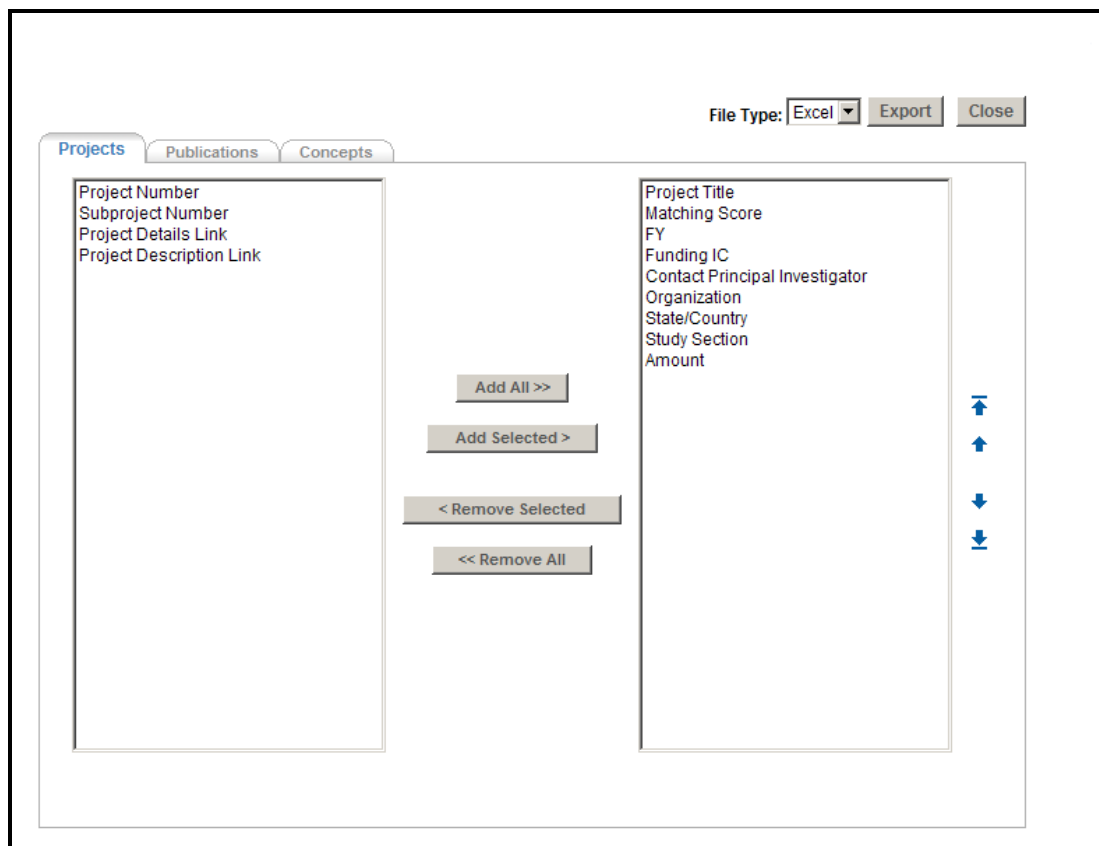 File Type: Excel Export Close
Projects Publications Concepts
Project Number
Subproject Number
Project Details Link
Project Description Link
Add All >>
Add Selected >
< Remove Selected
<< Remove All
Project Title
Matching Score
FY
Funding IC
Contact Principal Investigator
Organization
State/Country
Study Section
Amount